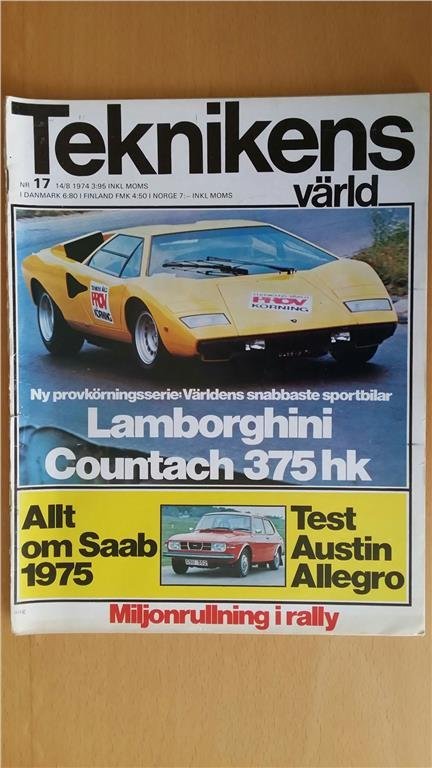 Teknikens
värld
NR 17 14/8 1974 3:95 INKL MOMS
I DANMARK 6:80 I FINLAND FMK 4:50 I NORGE 7:- INKL MOMS
PROV
KÖRNING
PROV
KÖRNING
Ny provkörningsserie: Världens snabbaste sportbilar
Lamborghini
Countach 375 hk
Allt
om Saab
1975
Test
Austin
Allegro
Miljonrullning i rally